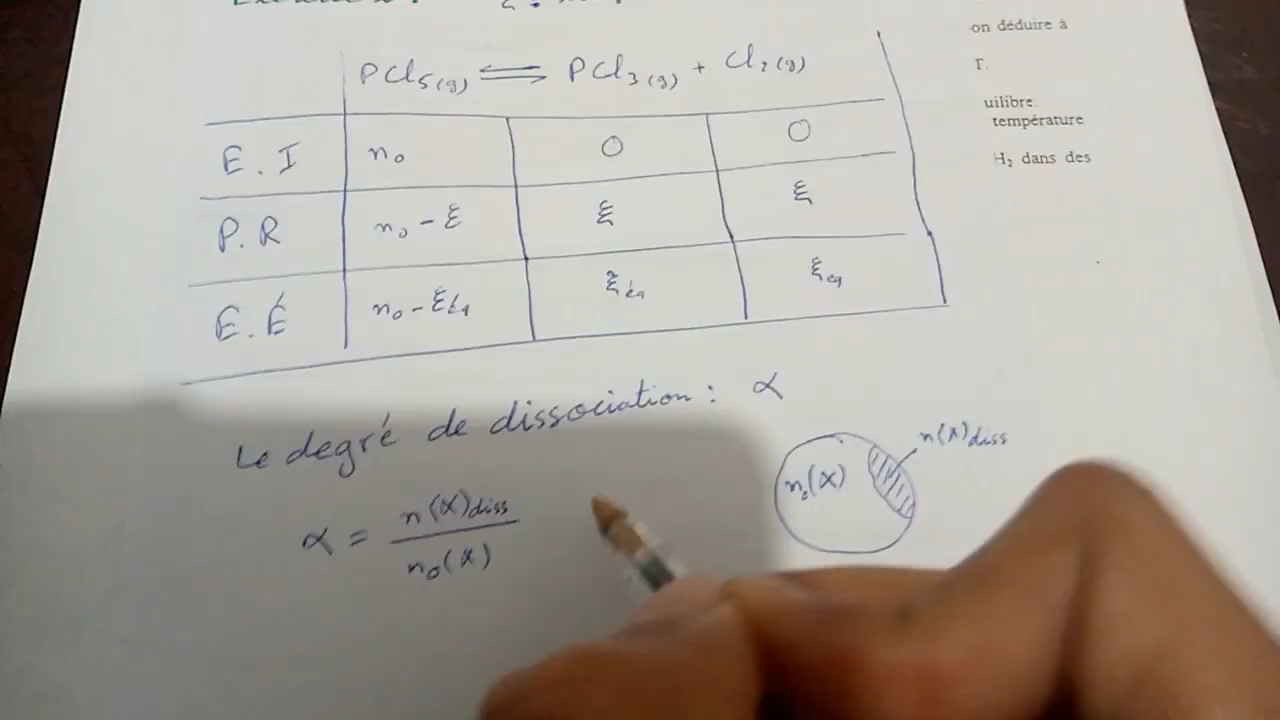 on déduire à
T.
uilibre.
température
H₂ dans des
PCl₅(g) ⇌ PCl₃(g) + Cl₂(g)
E.I n₀ 0 0
P.R n₀ - ξ ξ ξ
E.É n₀ - ξéq ξéq ξeq
Le degré de dissociation : α
n(X)diss
n₀(X)
α = n(X)diss / n₀(X)